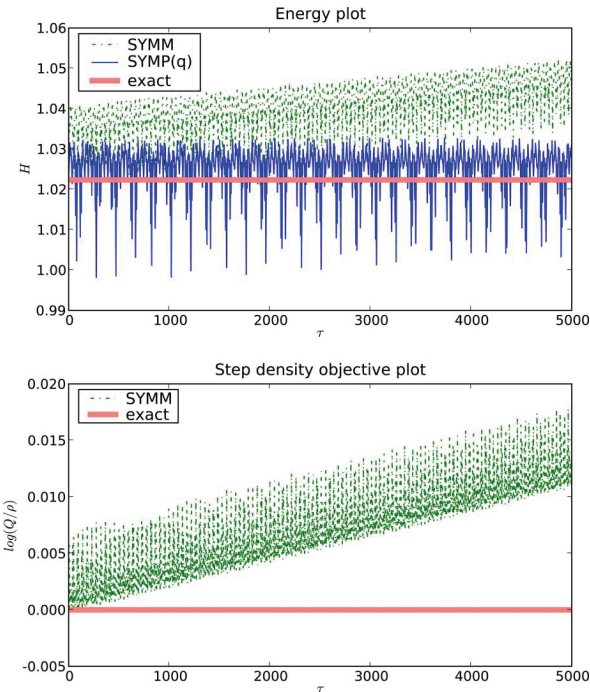 Energy plot
1.06
1.05
1.04
1.03
1.02
1.01
1.00
0.99
H
SYMM
SYMP(q)
exact
0 1000 2000 3000 4000 5000
τ
Step density objective plot
0.020
0.015
0.010
0.005
0.000
-0.005
log(Q/ρ)
SYMM
exact
0 1000 2000 3000 4000 5000
τ